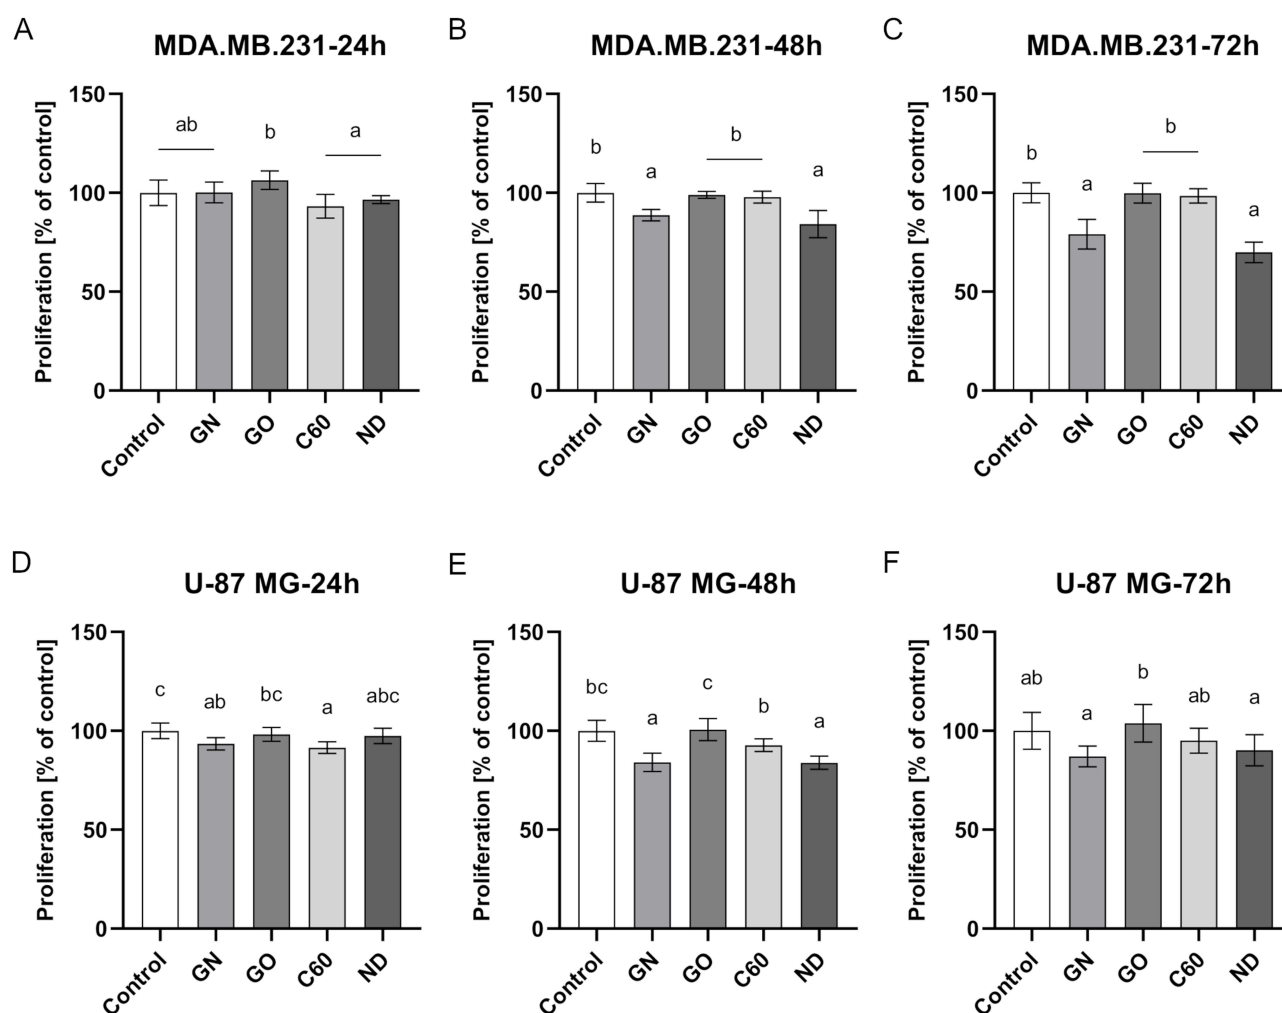 A
MDA.MB.231-24h
Proliferation [% of control]
150
100
50
0
ab
b
a
Control
GN
GO
C60
ND
B
MDA.MB.231-48h
Proliferation [% of control]
150
100
50
0
b
a
b
a
Control
GN
GO
C60
ND
C
MDA.MB.231-72h
Proliferation [% of control]
150
100
50
0
b
a
b
a
Control
GN
GO
C60
ND
D
U-87 MG-24h
Proliferation [% of control]
150
100
50
0
c
ab
bc
a
abc
Control
GN
GO
C60
ND
E
U-87 MG-48h
Proliferation [% of control]
150
100
50
0
bc
a
c
b
a
Control
GN
GO
C60
ND
F
U-87 MG-72h
Proliferation [% of control]
150
100
50
0
ab
a
b
ab
a
Control
GN
GO
C60
ND